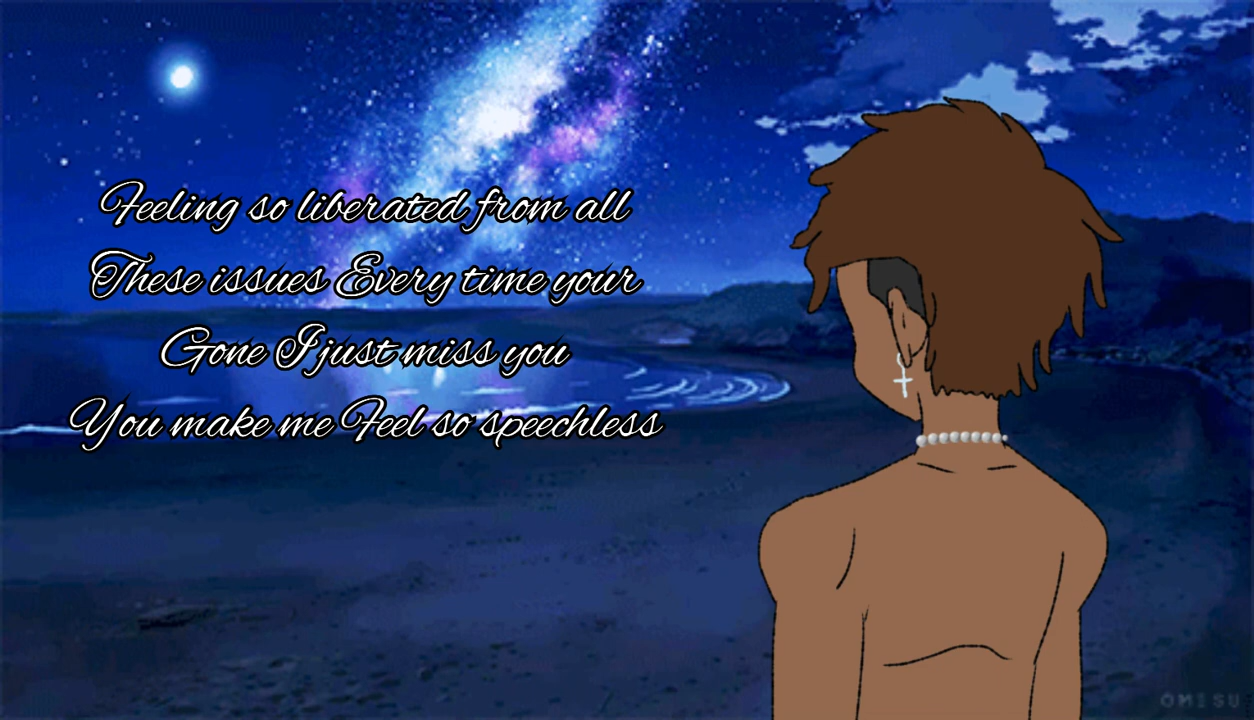 Feeling so liberated from all
These issues Every time your
Gone I just miss you
You make me Feel so speechless
OMESU